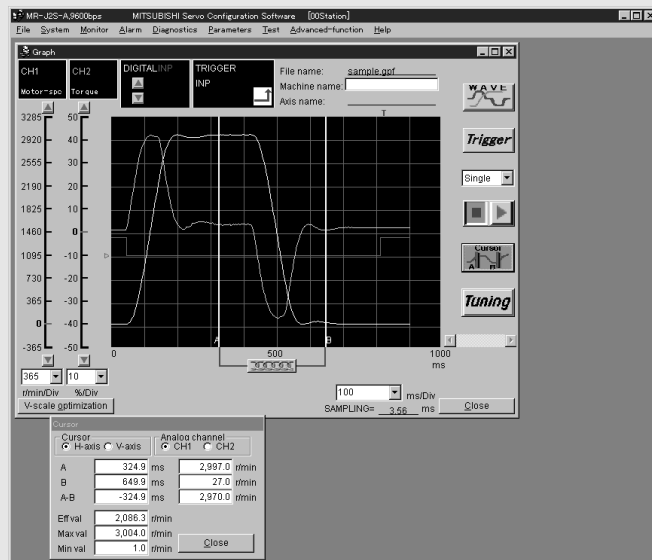 MR-J2S-A,9600bps MITSUBISHI Servo Configuration Software [00Station]
File System Monitor Alarm Diagnostics Parameters Test Advanced-function Help
Graph
CH1 CH2 DIGITAL INP TRIGGER
INP
Motor-spc Torque
File name: sample.gpf
Machine name:
Axis name:
T
WAVE
Trigger
Single
Cursor
A B
Tuning
3285 50
2920 40
2555 30
2190 20
1825 10
1460 0
1095 -10
730 -20
365 -30
0 -40
-365 -50
A B
0 500 1000
ms
365 10
r/min/Div %/Div
V-scale optimization
100 ms/Div
SAMPLING= 3.56 ms
Close
Cursor
Cursor Analog channel
H-axis V-axis CH1 CH2
A 324.9 ms 2,997.0 r/min
B 649.9 ms 27.0 r/min
A-B -324.9 ms 2,970.0 r/min
Eff val 2,086.3 r/min
Max val 3,004.0 r/min
Min val 1.0 r/min
Close